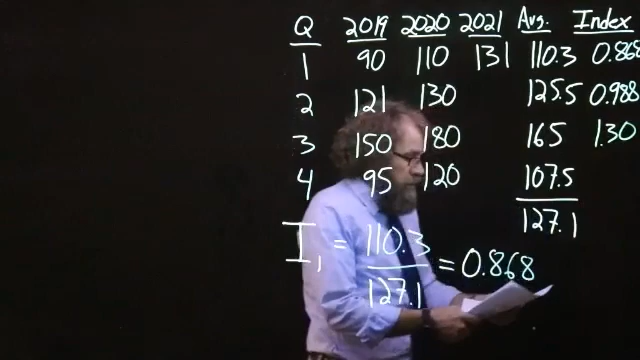 Q 2019 2020 2021 Avg. Index
1 90 110 131 110.3 0.868
2 121 130 125.5 0.988
3 150 180 165 1.30
4 95 120 107.5
127.1
I₁ = 110.3 / 127.1 = 0.868